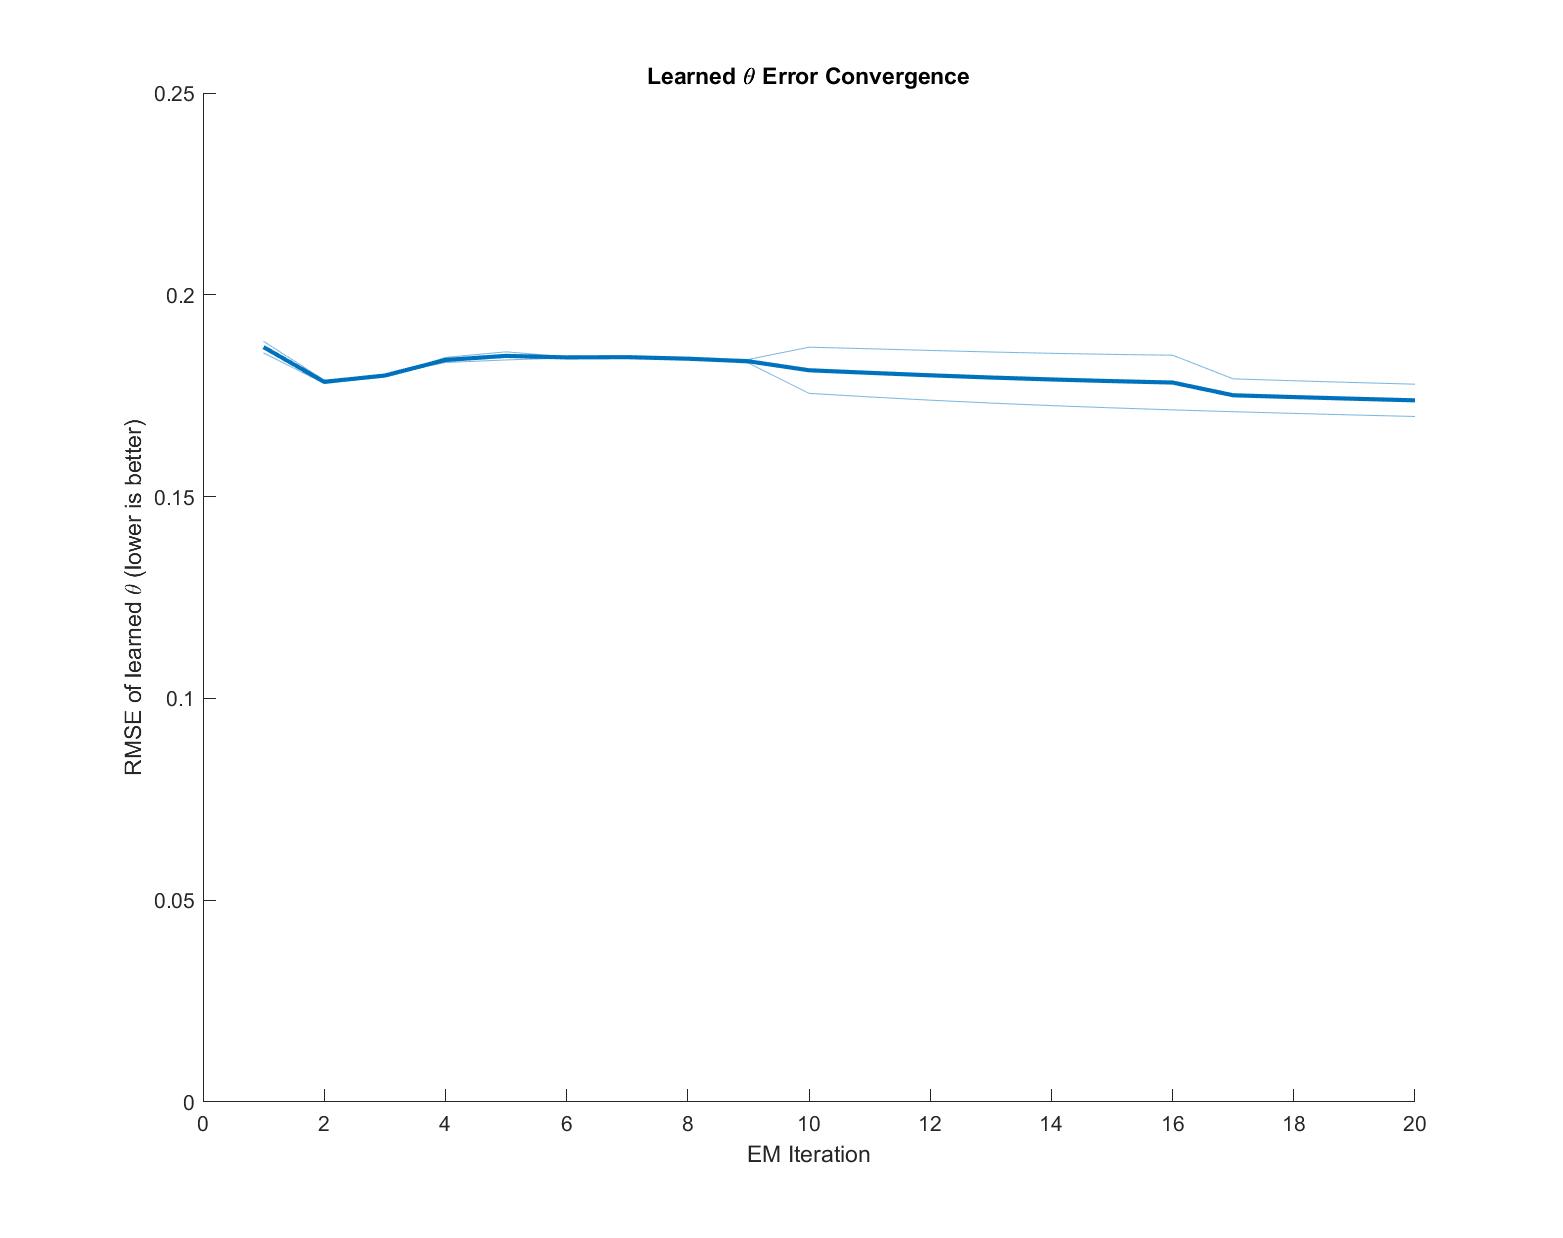 Learned θ Error Convergence
RMSE of learned θ (lower is better)
0.25
0.2
0.15
0.1
0.05
0
0 2 4 6 8 10 12 14 16 18 20
EM Iteration